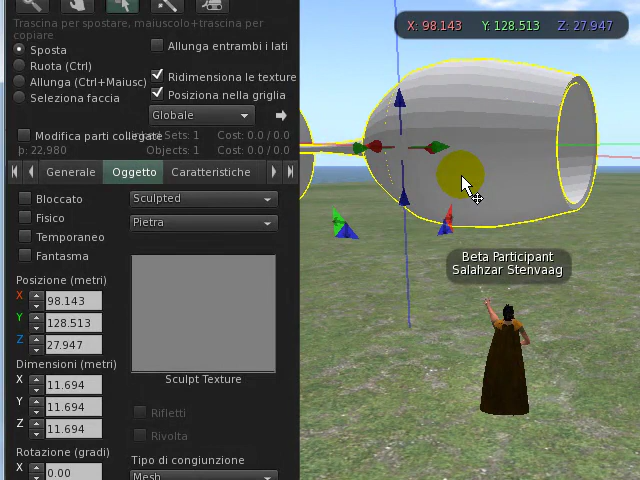 Trascina per spostare, maiuscolo+trascina per
copiare
Sposta
Ruota (Ctrl)
Allunga (Ctrl+Maiusc)
Seleziona faccia
Allunga entrambi i lati
Ridimensiona le texture
Posiziona nella griglia
Globale
Modifica parti collegate
Sets: 1 Cost: 0.0 / 0.0
þ: 22,980 Objects: 1 Cost: 0.0 / 0.0
Generale Oggetto Caratteristiche
Bloccato
Fisico
Temporaneo
Fantasma
Sculpted
Pietra
Posizione (metri)
X 98.143
Y 128.513
Z 27.947
Dimensioni (metri)
X 11.694
Y 11.694
Z 11.694
Rotazione (gradi)
X 0.00
Sculpt Texture
Rifletti
Rivolta
Tipo di congiunzione
Mesh
X: 98.143 Y: 128.513 Z: 27.947
Beta Participant
Salahzar Stenvaag